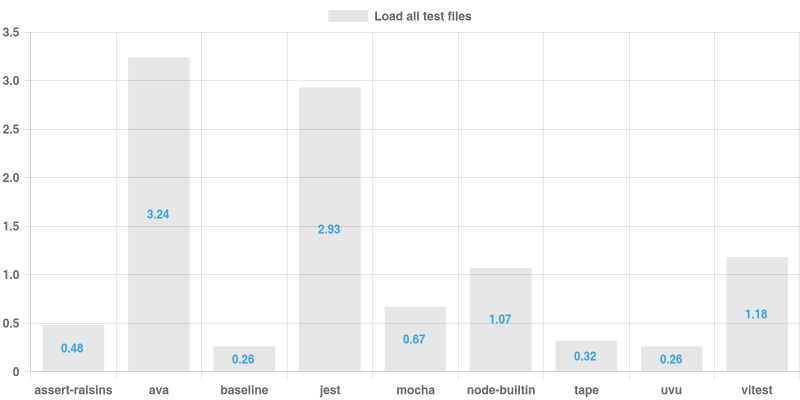 Load all test files
3.5
3.0
2.5
2.0
1.5
1.0
0.5
0
0.48
3.24
0.26
2.93
0.67
1.07
0.32
0.26
1.18
assert-raisins
ava
baseline
jest
mocha
node-builtin
tape
uvu
vitest